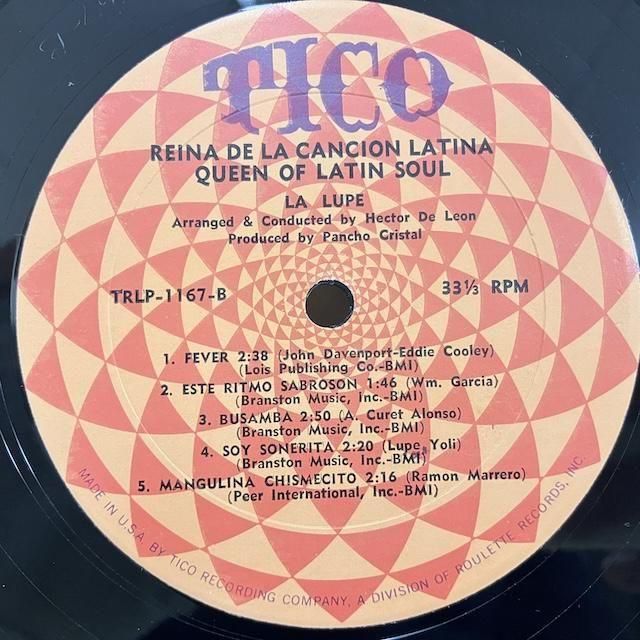 TICO
REINA DE LA CANCION LATINA
QUEEN OF LATIN SOUL
LA LUPE
Arranged & Conducted by Hector De Leon
Produced by Pancho Cristal
TRLP-1167-B
33⅓ RPM
1. FEVER 2:38 (John Davenport-Eddie Cooley)
(Lois Publishing Co.-BMI)
2. ESTE RITMO SABROSON 1:46 (Wm. Garcia)
(Branston Music, Inc.-BMI)
3. BUSAMBA 2:50 (A. Curet Alonso)
(Branston Music, Inc.-BMI)
4. SOY SONERITA 2:20 (Lupe Yoli)
(Branston Music, Inc.-BMI)
5. MANGULINA CHISMECITO 2:16 (Ramon Marrero)
(Peer International, Inc.-BMI)
MADE IN U.S.A. BY TICO RECORDING COMPANY, A DIVISION OF ROULETTE RECORDS, INC.